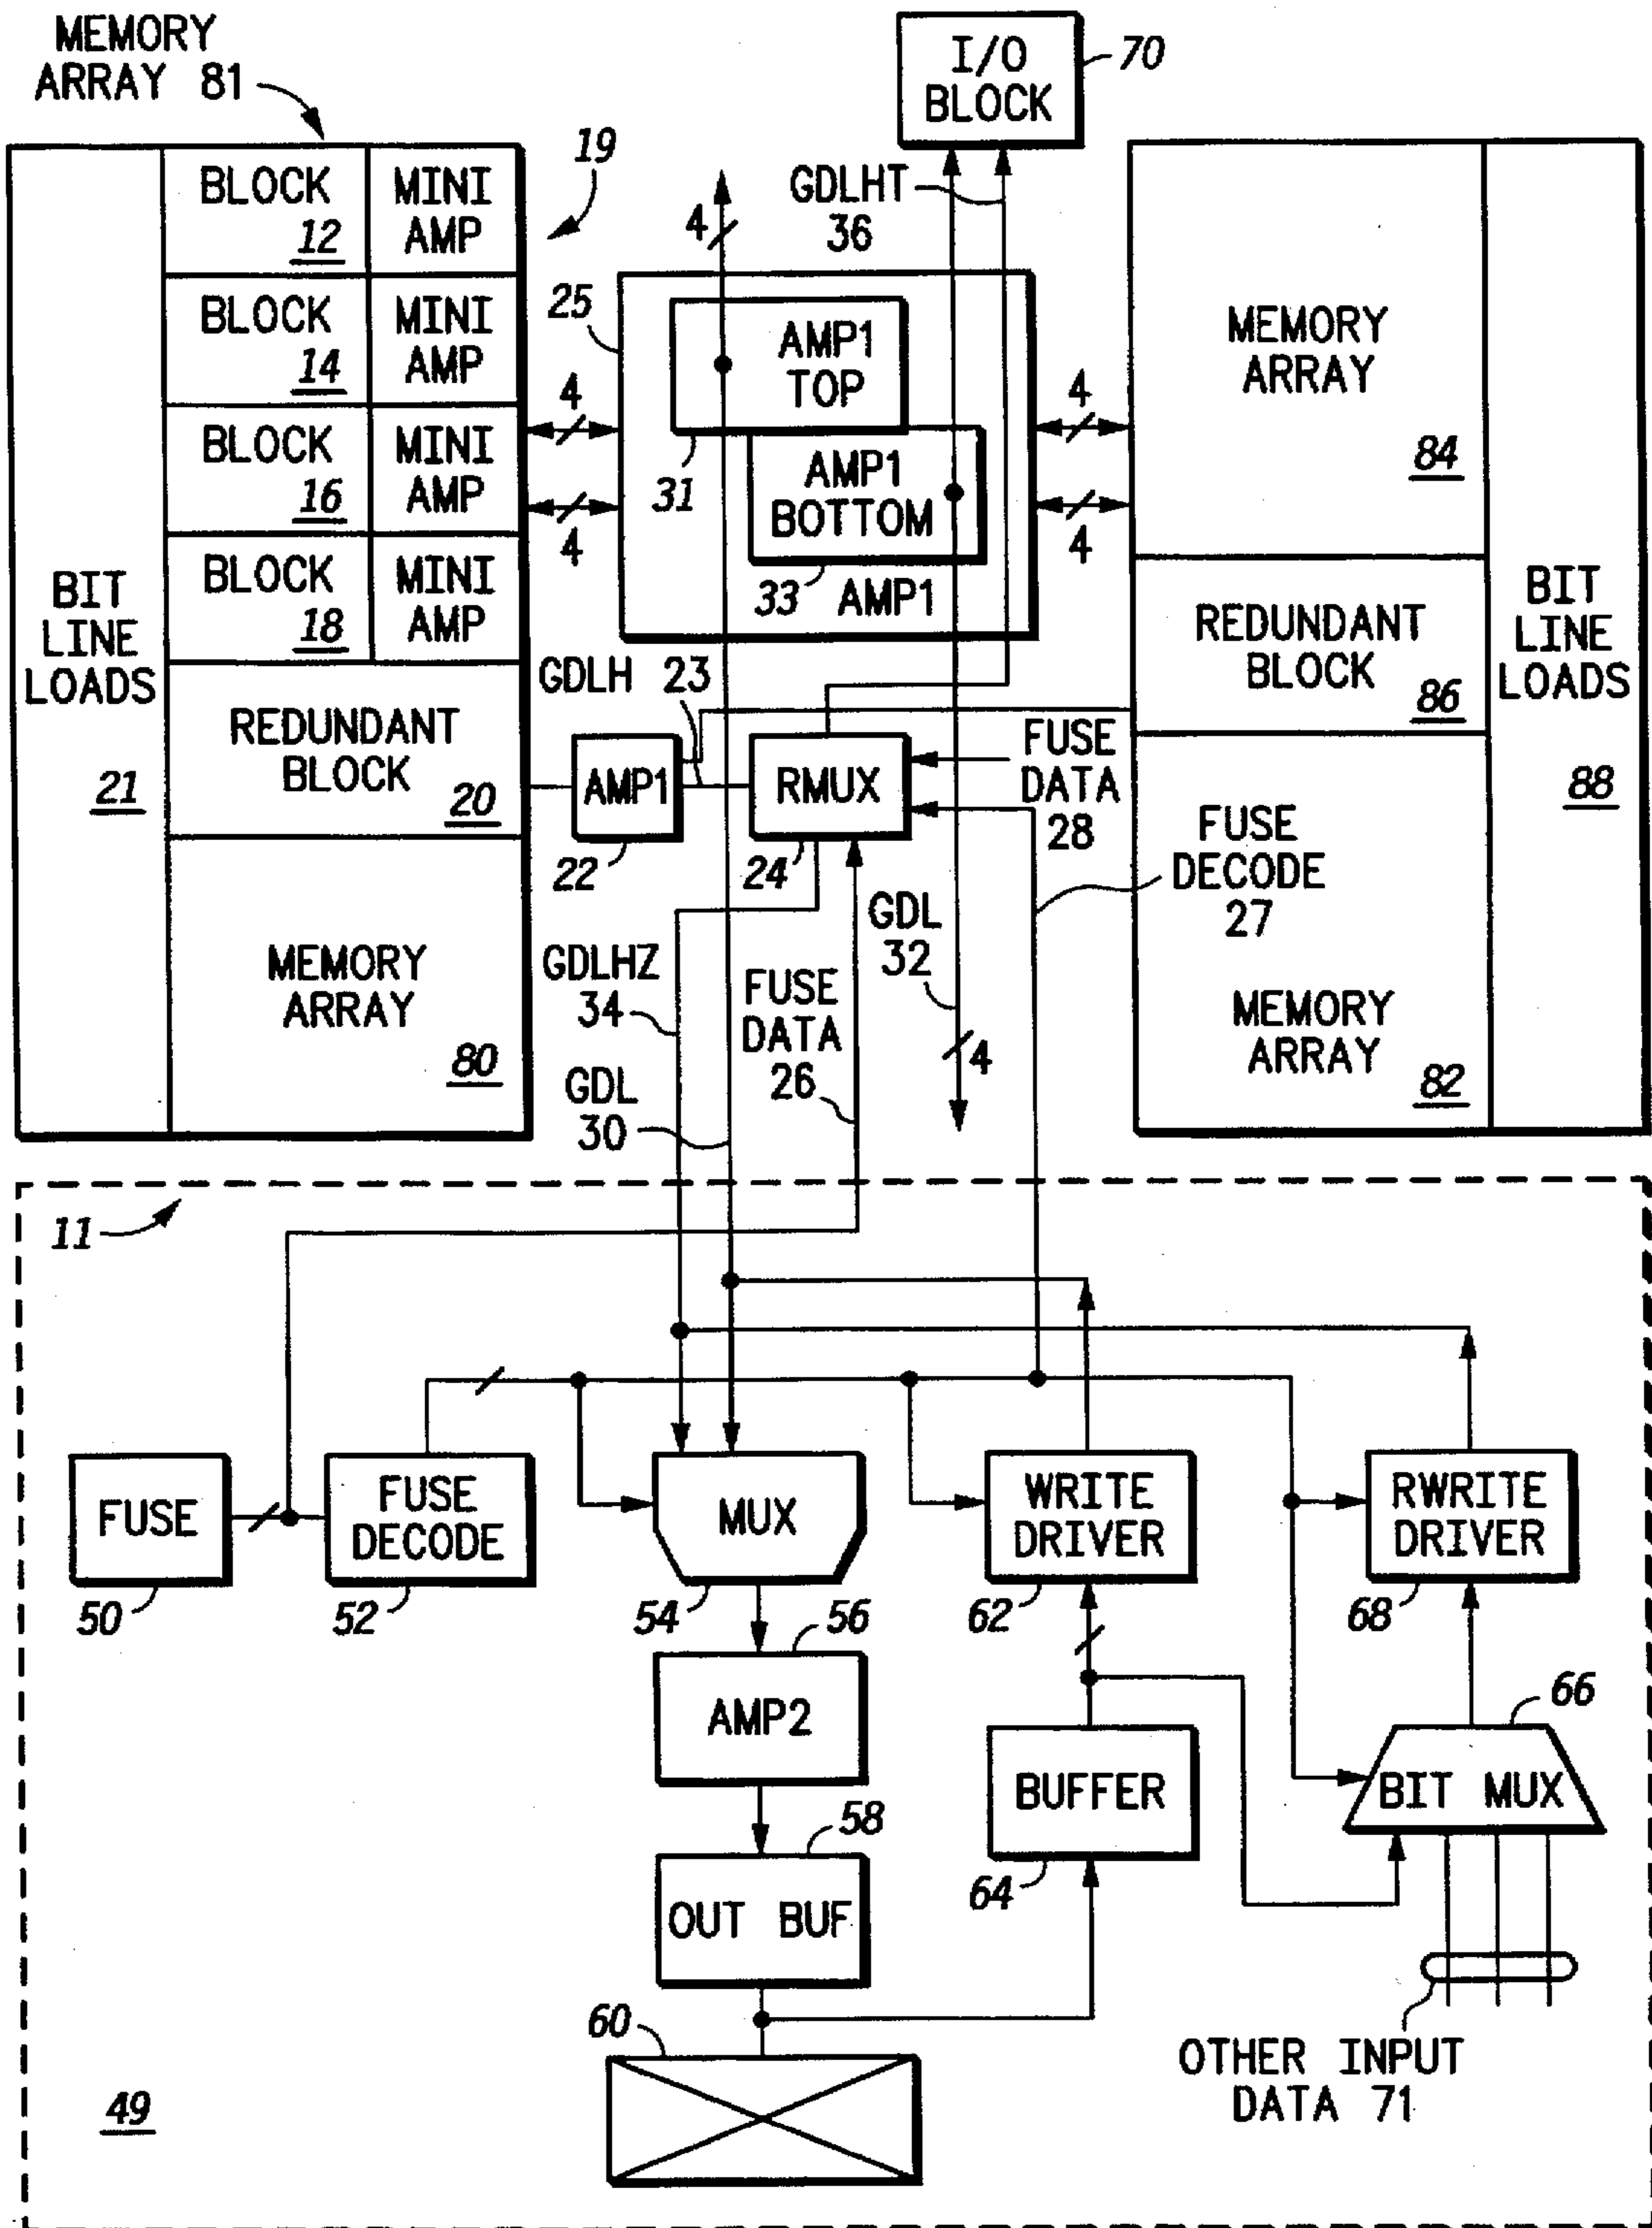 MEMORY
ARRAY 81
I/O
BLOCK
70
19
BLOCK
12
MINI
AMP
BLOCK
14
MINI
AMP
BLOCK
16
MINI
AMP
BLOCK
18
MINI
AMP
BIT
LINE
LOADS
21
REDUNDANT
BLOCK
20
MEMORY
ARRAY
80
4
GDLHT
36
25
AMP1
TOP
31
AMP1
BOTTOM
33
AMP1
4
4
4
4
MEMORY
ARRAY
84
REDUNDANT
BLOCK
86
BIT
LINE
LOADS
88
GDLH 23
AMP1
22
RMUX
24
FUSE
DATA
28
FUSE
DECODE
27
MEMORY
ARRAY
82
GDLHZ
34
GDL
30
FUSE
DATA
26
GDL
32
4
11
FUSE
50
FUSE
DECODE
52
MUX
54
WRITE
DRIVER
62
RWRITE
DRIVER
68
56
AMP2
BUFFER
64
66
BIT MUX
58
OUT BUF
60
OTHER INPUT
DATA 71
49